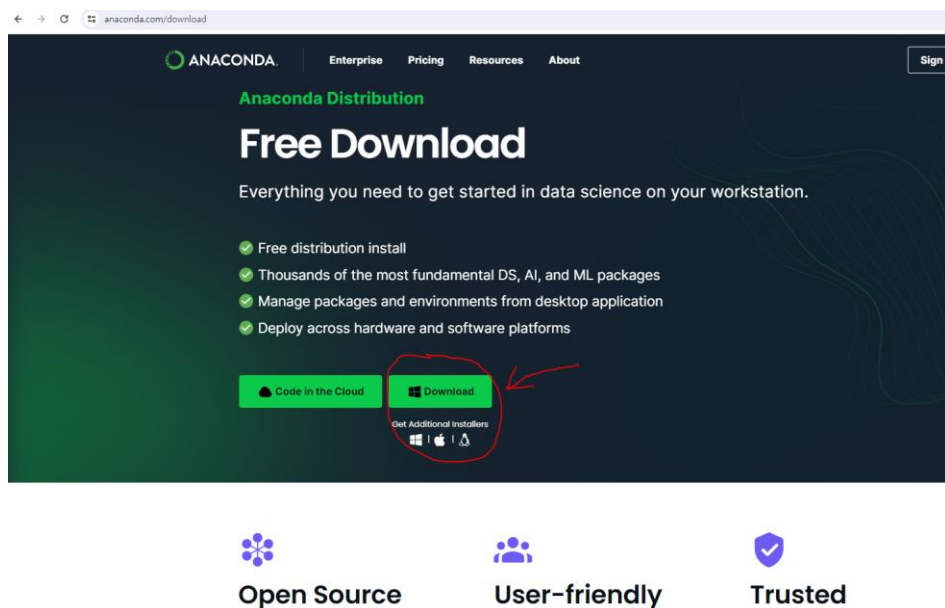 anaconda.com/download
ANACONDA.
Enterprise
Pricing
Resources
About
Sign
Anaconda Distribution
Free Download
Everything you need to get started in data science on your workstation.
Free distribution install
Thousands of the most fundamental DS, AI, and ML packages
Manage packages and environments from desktop application
Deploy across hardware and software platforms
Code in the Cloud
Download
Get Additional Installers
Open Source
User-friendly
Trusted